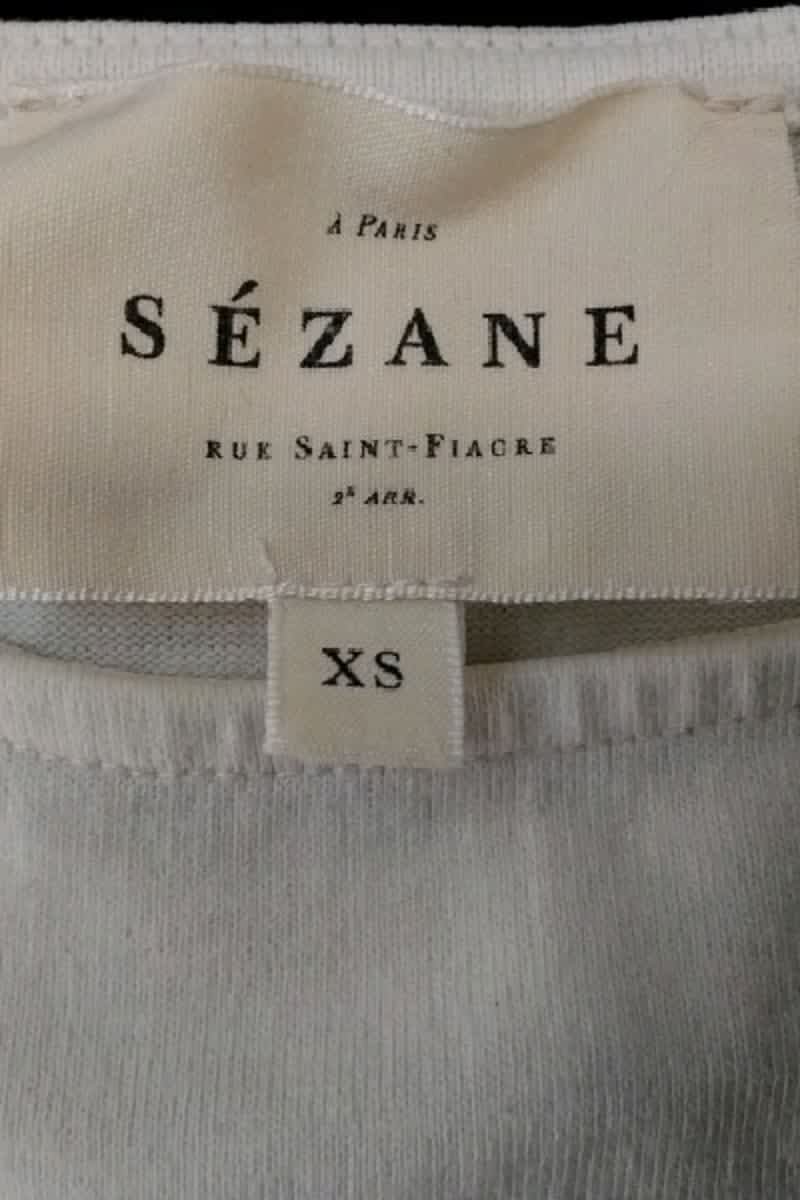 À PARIS
SÉZANE
RUE SAINT-FIACRE
2E ARR.
XS